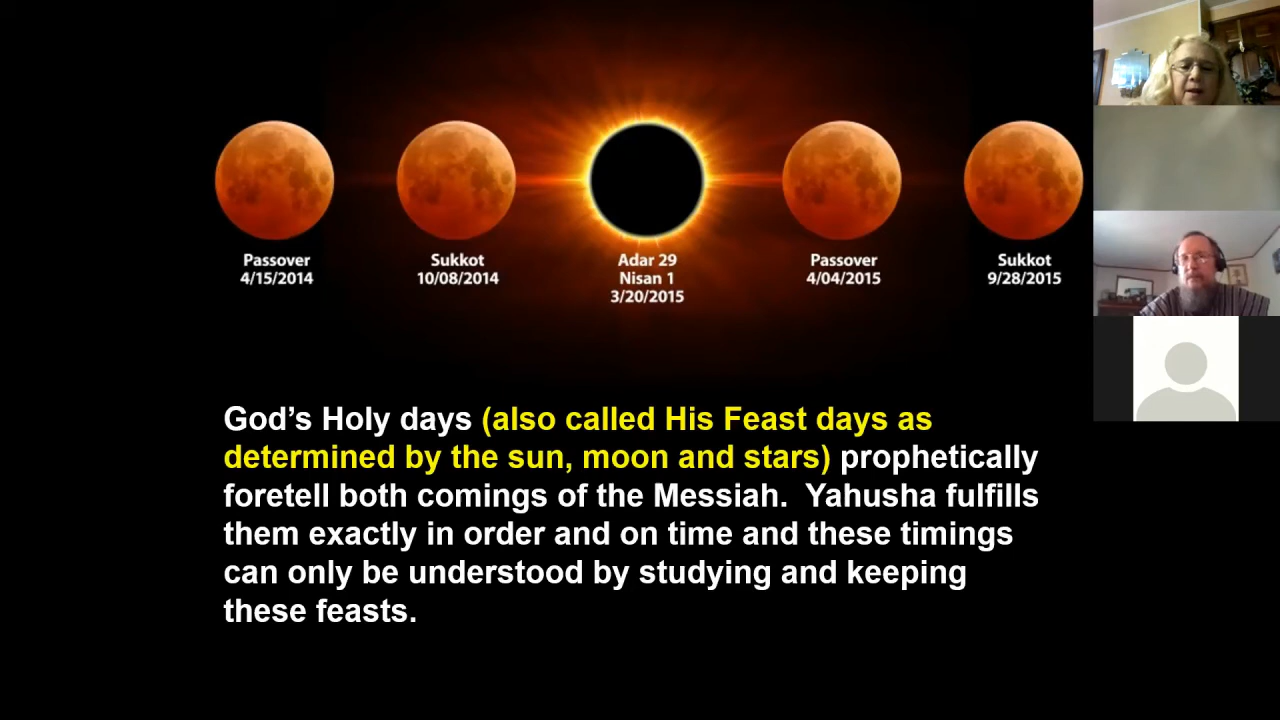 Passover
4/15/2014
Sukkot
10/08/2014
Adar 29
Nisan 1
3/20/2015
Passover
4/04/2015
Sukkot
9/28/2015
God’s Holy days (also called His Feast days as
determined by the sun, moon and stars) prophetically
foretell both comings of the Messiah.  Yahusha fulfills
them exactly in order and on time and these timings
can only be understood by studying and keeping
these feasts.